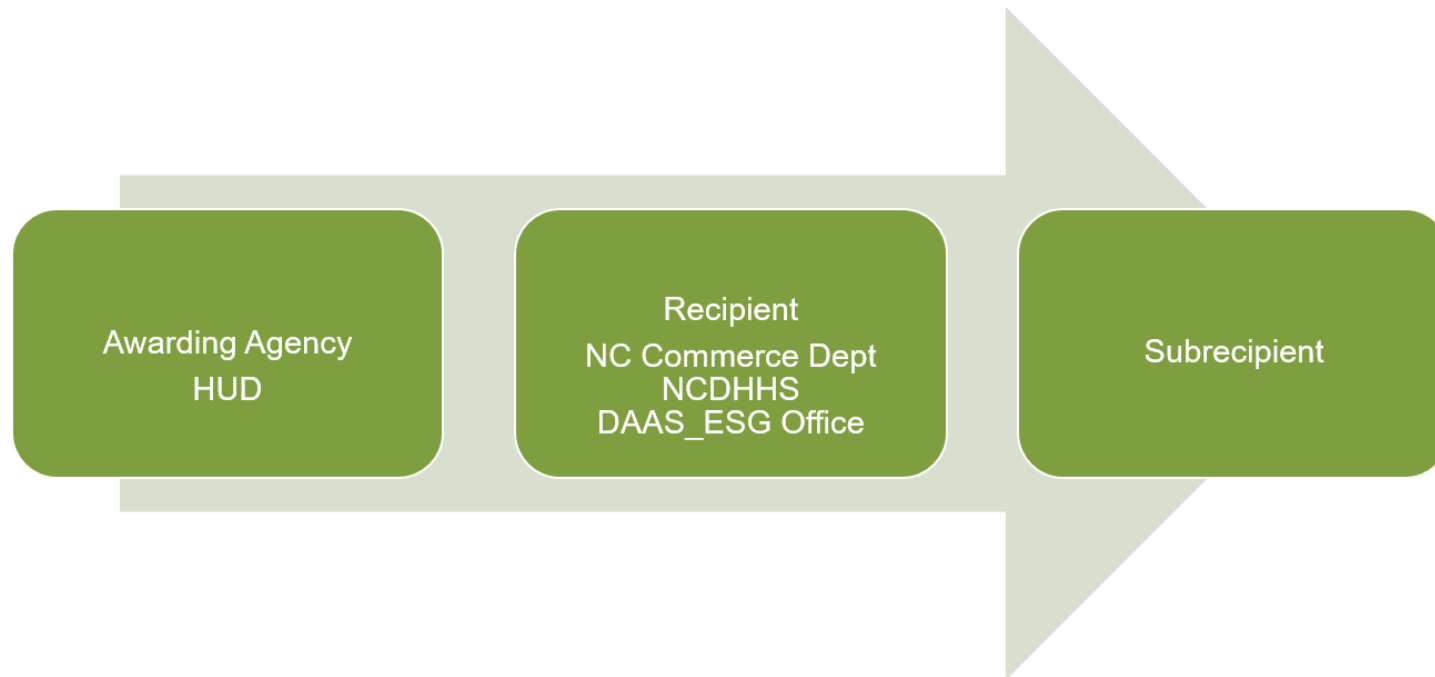 Awarding Agency
HUD
Recipient
NC Commerce Dept
NCDHHS
DAAS_ESG Office
Subrecipient